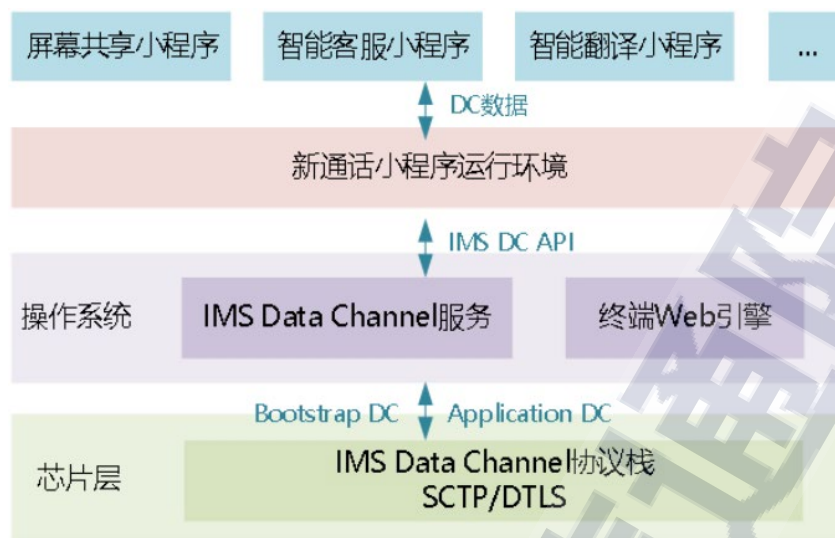 屏幕共享小程序 智能客服小程序 智能翻译小程序 ...
DC数据
新通话小程序运行环境
IMS DC API
操作系统 IMS Data Channel服务 终端Web引擎
Bootstrap DC Application DC
芯片层 IMS Data Channel协议栈
SCTP/DTLS